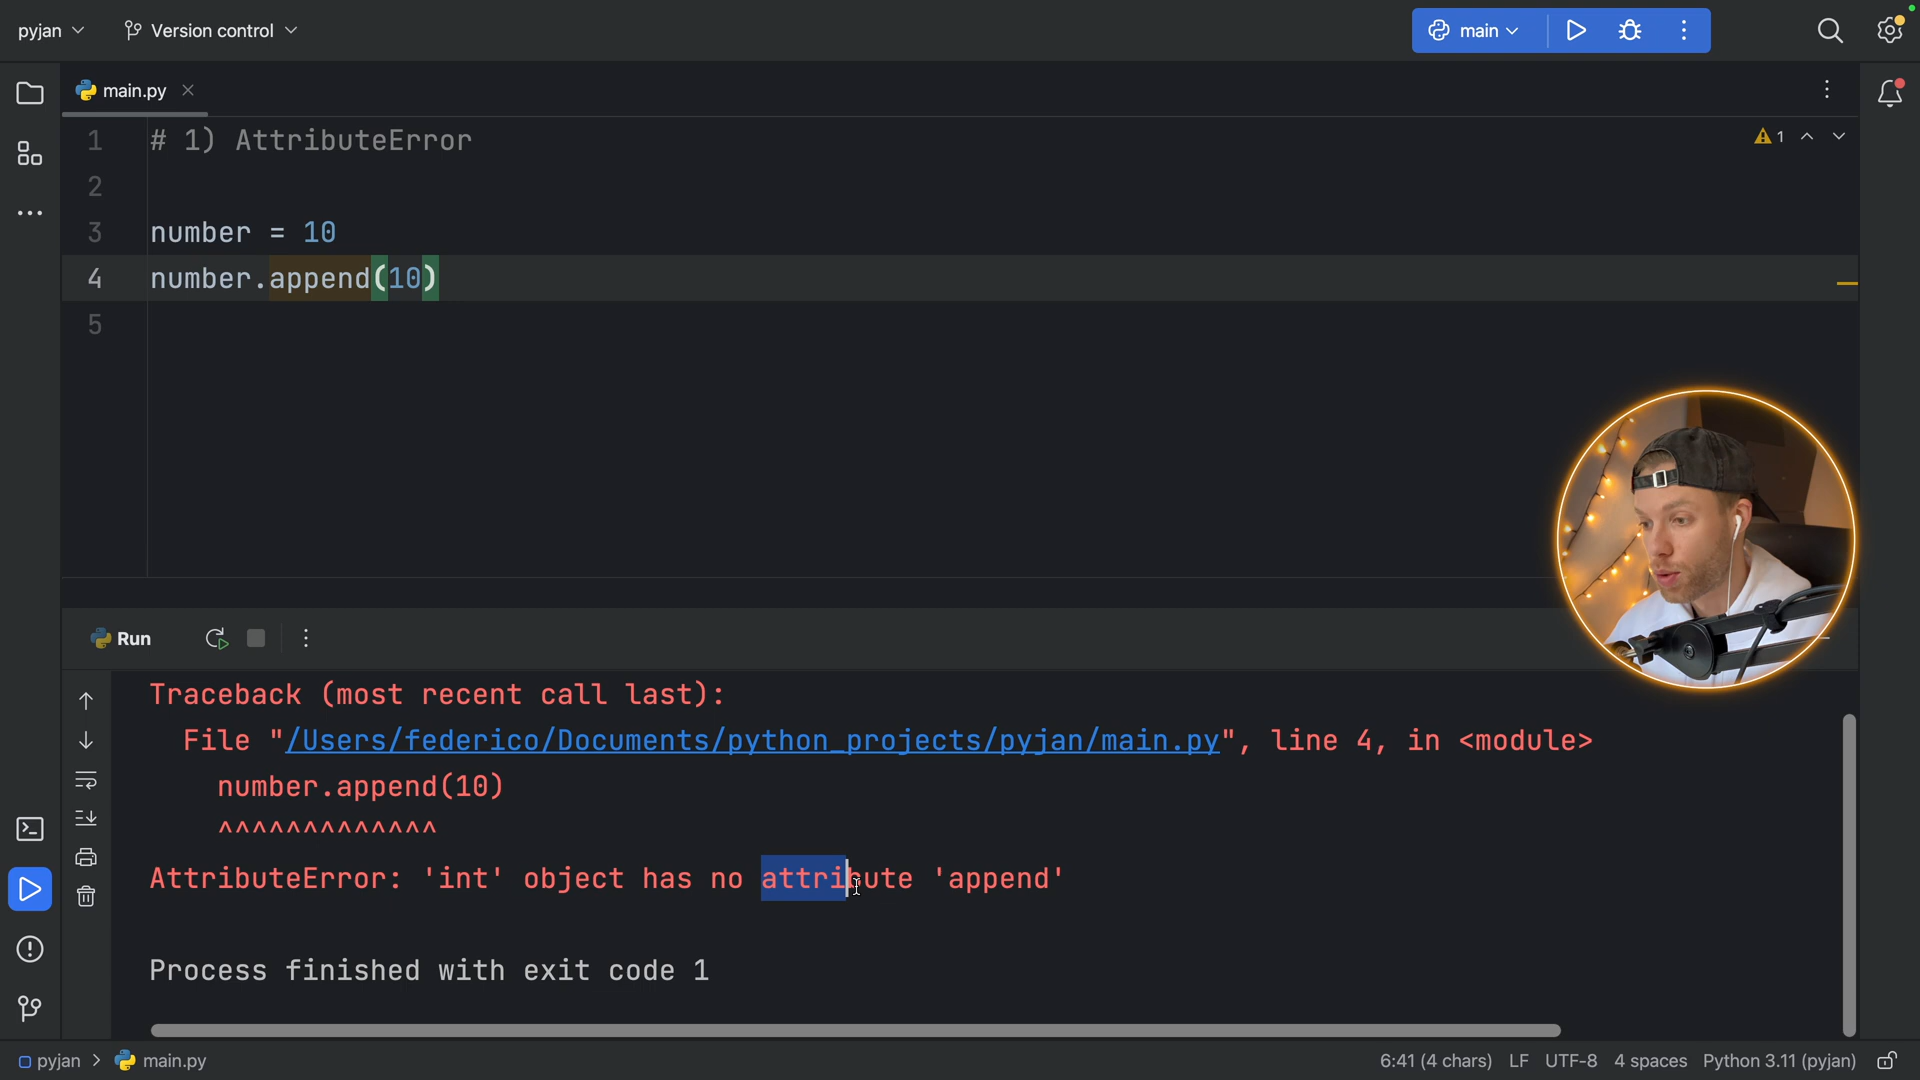 pyjan
Version control
main
main.py
1
1 # 1) AttributeError
2
3 number = 10
4 number.append(10)
5
Run
Traceback (most recent call last):
File "/Users/federico/Documents/python_projects/pyjan/main.py", line 4, in <module>
number.append(10)
^^^^^^^^^^^^^
AttributeError: 'int' object has no attribute 'append'
Process finished with exit code 1
pyjan > main.py
6:41 (4 chars) LF UTF-8 4 spaces Python 3.11 (pyjan)